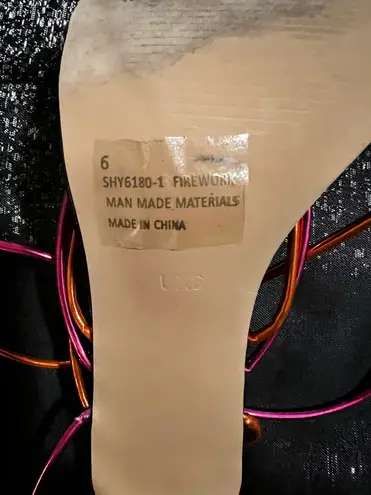 6
SHY6180-1 FIREWORK
MAN MADE MATERIALS
MADE IN CHINA